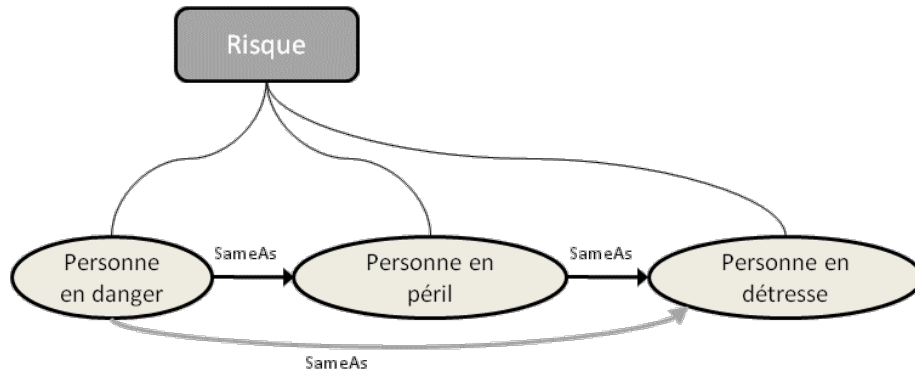 Risque
Personne
en danger
SameAs
Personne en
péril
SameAs
Personne en
détresse
SameAs